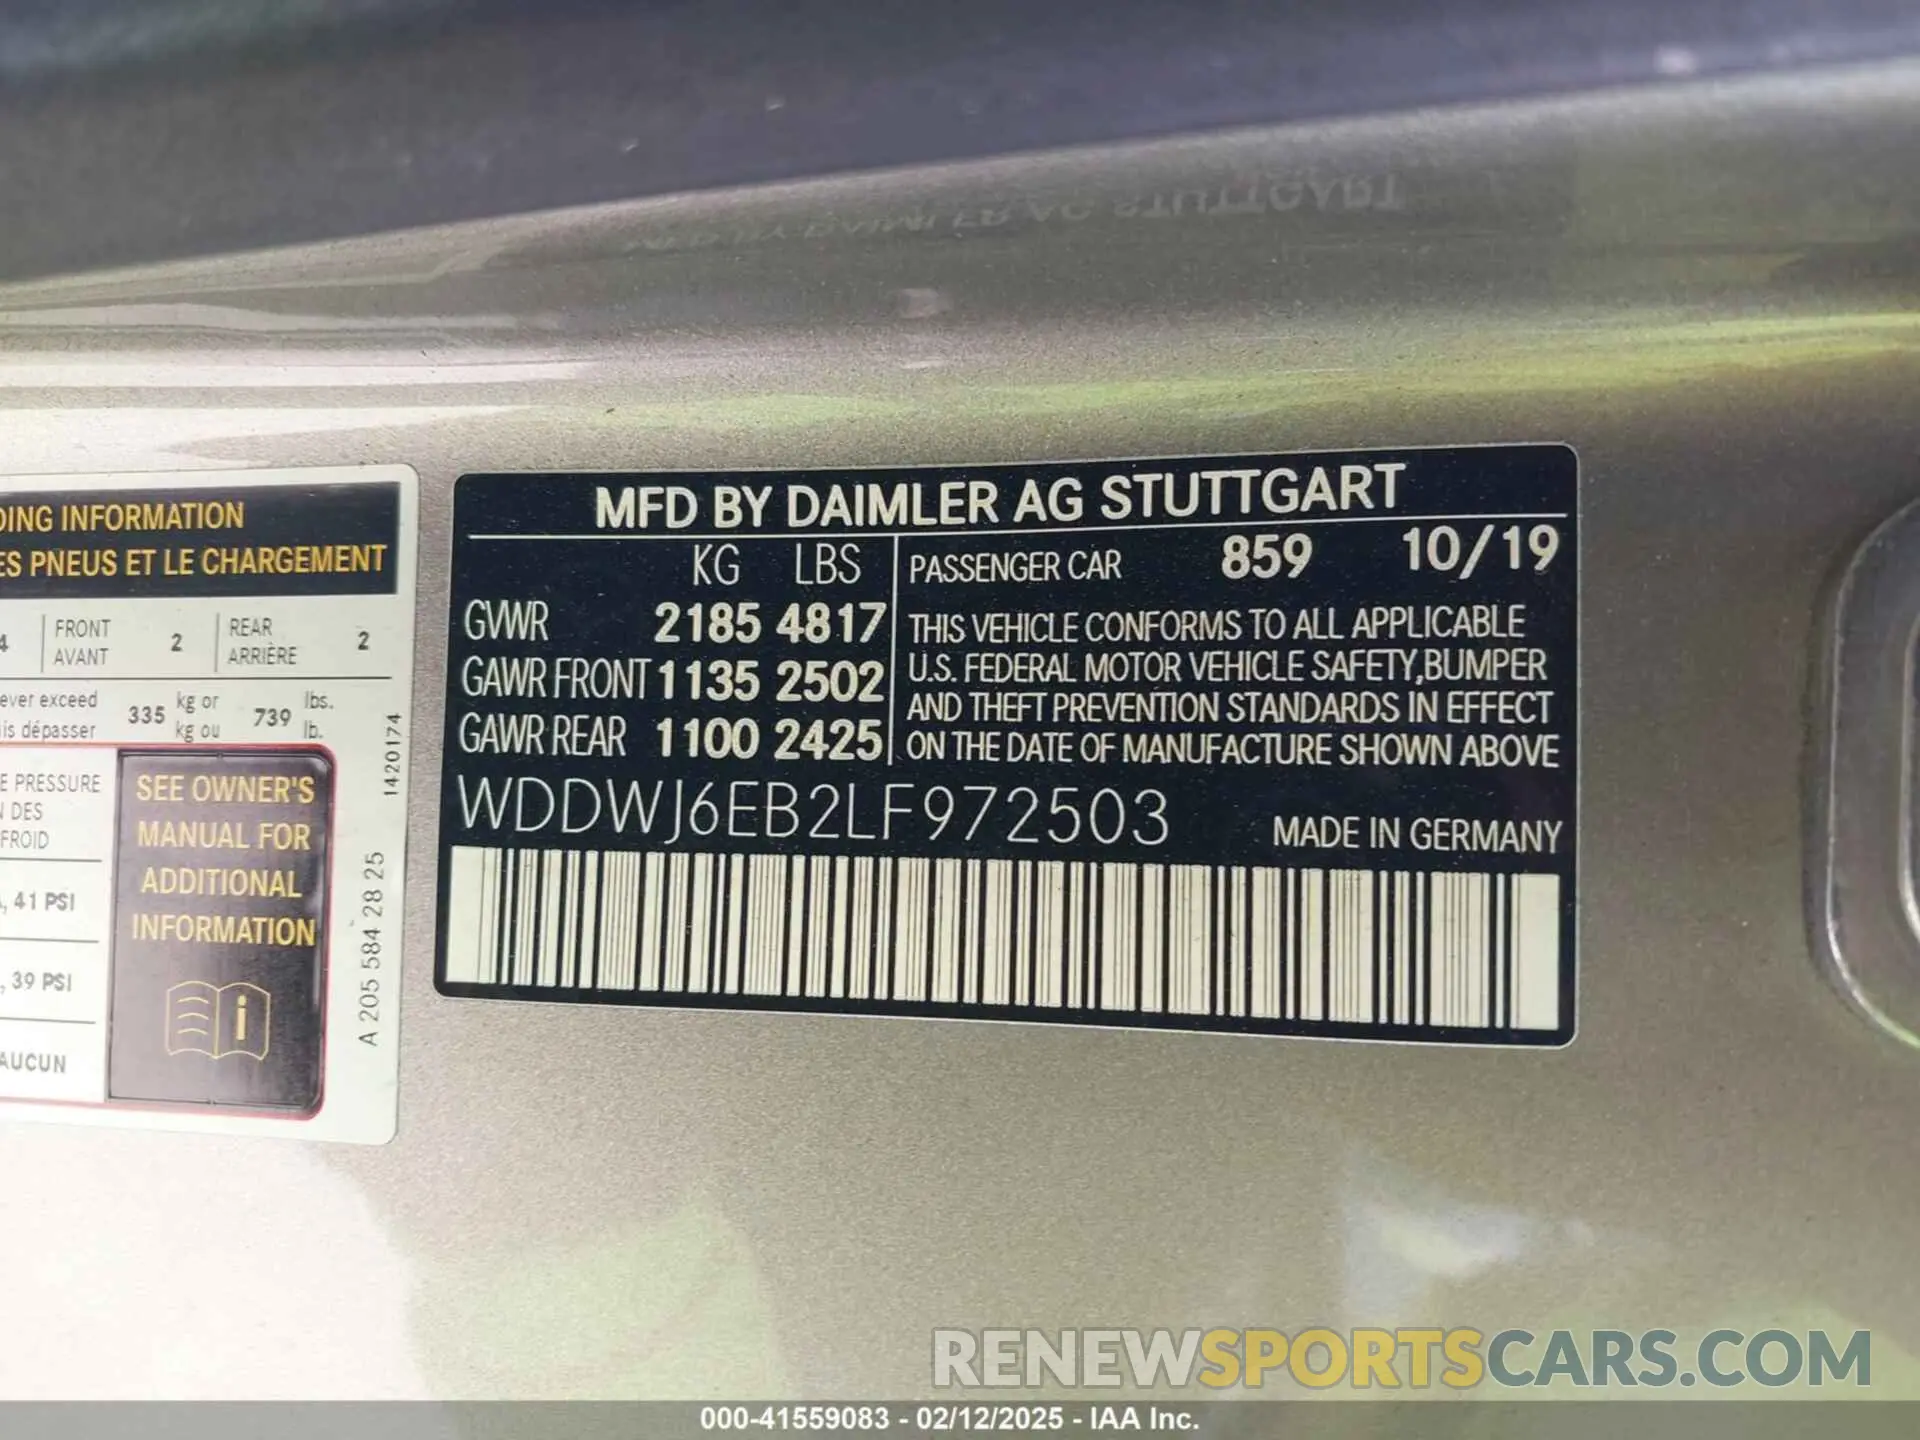 DING INFORMATION
ES PNEUS ET LE CHARGEMENT
4 FRONT AVANT 2 REAR ARRIÈRE 2
ever exceed 335 kg or 739 lbs.
is dépasser kg ou lb.
E PRESSURE
DES
FROID
, 41 PSI
, 39 PSI
AUCUN
SEE OWNER'S
MANUAL FOR
ADDITIONAL
INFORMATION
i
1420174
A 205 584 28 25
MFD BY DAIMLER AG STUTTGART
KG LBS
GVWR 2185 4817
GAWR FRONT 1135 2502
GAWR REAR 1100 2425
PASSENGER CAR 859 10/19
THIS VEHICLE CONFORMS TO ALL APPLICABLE
U.S. FEDERAL MOTOR VEHICLE SAFETY,BUMPER
AND THEFT PREVENTION STANDARDS IN EFFECT
ON THE DATE OF MANUFACTURE SHOWN ABOVE
WDDWJ6EB2LF972503 MADE IN GERMANY
RENEWSPORTSCARS.COM
000-41559083 - 02/12/2025 - IAA Inc.